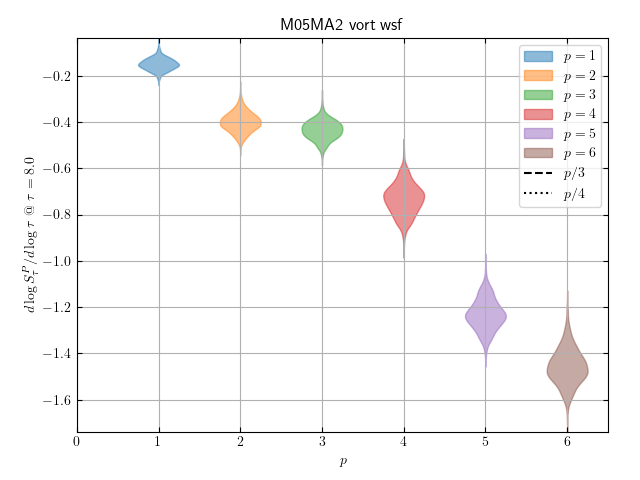 M05MA2 vort wsf
d log S_τ^P / d log τ @ τ = 8.0
−0.2
−0.4
−0.6
−0.8
−1.0
−1.2
−1.4
−1.6
0 1 2 3 4 5 6
p
p = 1
p = 2
p = 3
p = 4
p = 5
p = 6
p/3
p/4